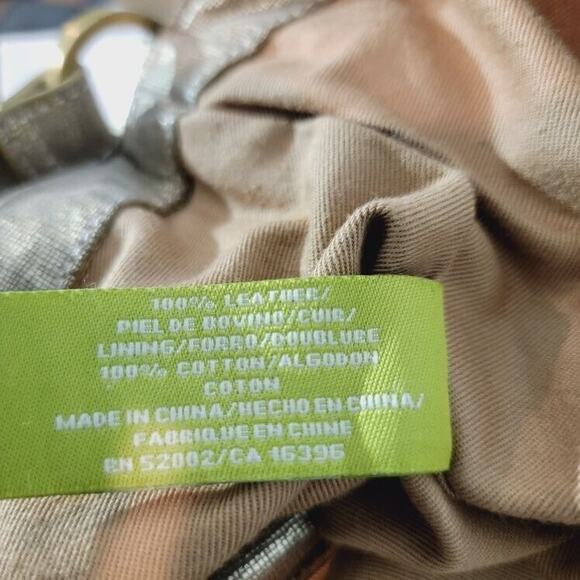 100% LEATHER/
PIEL DE BOVINO/CUIR/
LINING/FORRO/DOUBLURE
100% COTTON/ALGODON
COTON
MADE IN CHINA/HECHO EN CHINA/
FABRIQUE EN CHINE
RN 52002/CA 16396